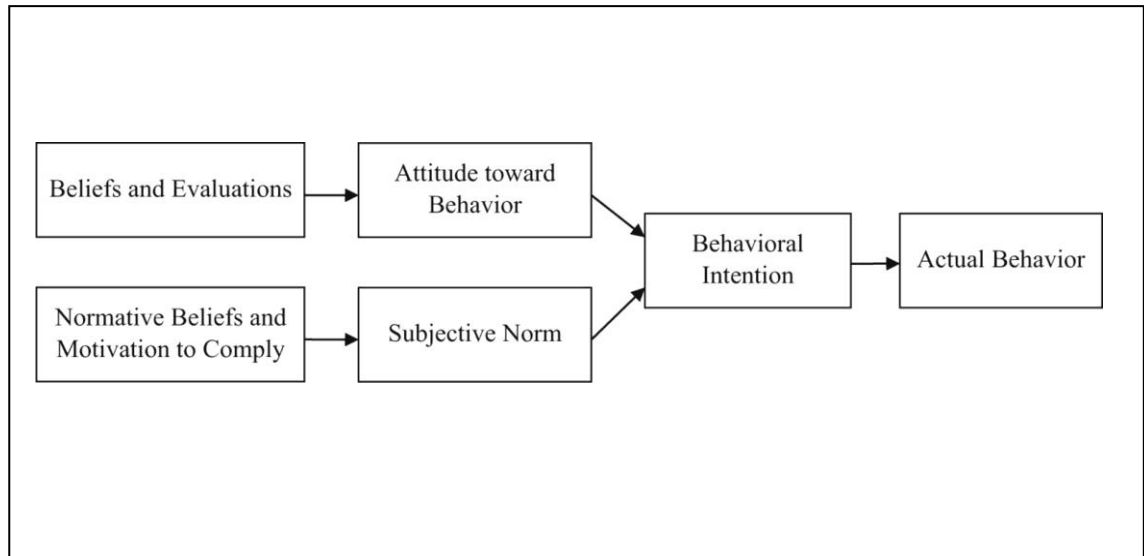 Beliefs and Evaluations
Attitude toward
Behavior
Normative Beliefs and
Motivation to Comply
Subjective Norm
Behavioral
Intention
Actual Behavior